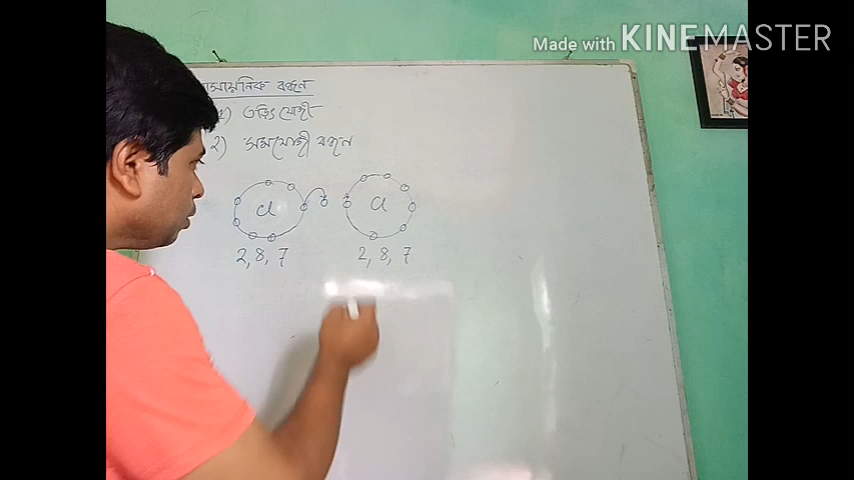 Made with KINEMASTER
রাসায়নিক বন্ধন
১) তড়িৎযোজী
২) সমযোজী বন্ধন
Cl Cl
2, 8, 7 2, 8, 7